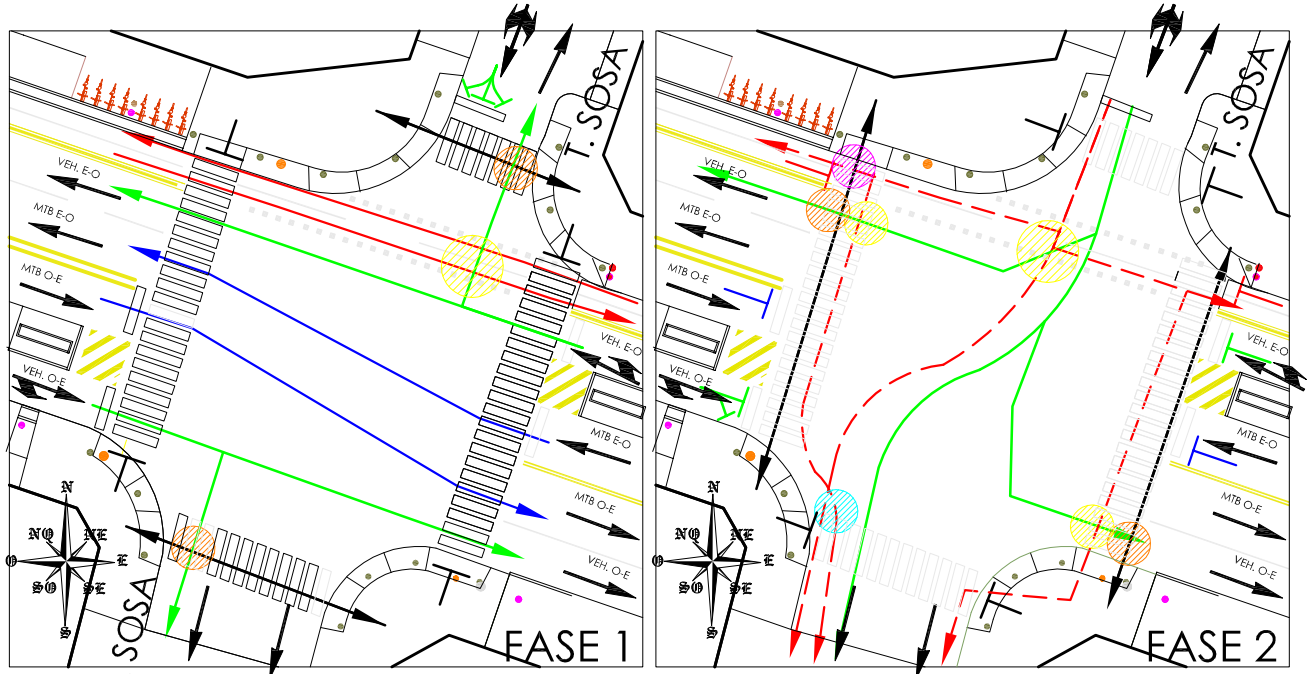 T. SOSA
VEH. E-O
MTB E-O
MTB O-E
VEH. O-E
VEH. E-O
MTB E-O
MTB O-E
VEH. O-E
N
NO NE
O E
SO SE
S
SOSA
FASE 1
T. SOSA
VEH. E-O
MTB E-O
MTB O-E
VEH. O-E
VEH. E-O
MTB E-O
MTB O-E
VEH. O-E
N
NO NE
O E
SO SE
S
FASE 2